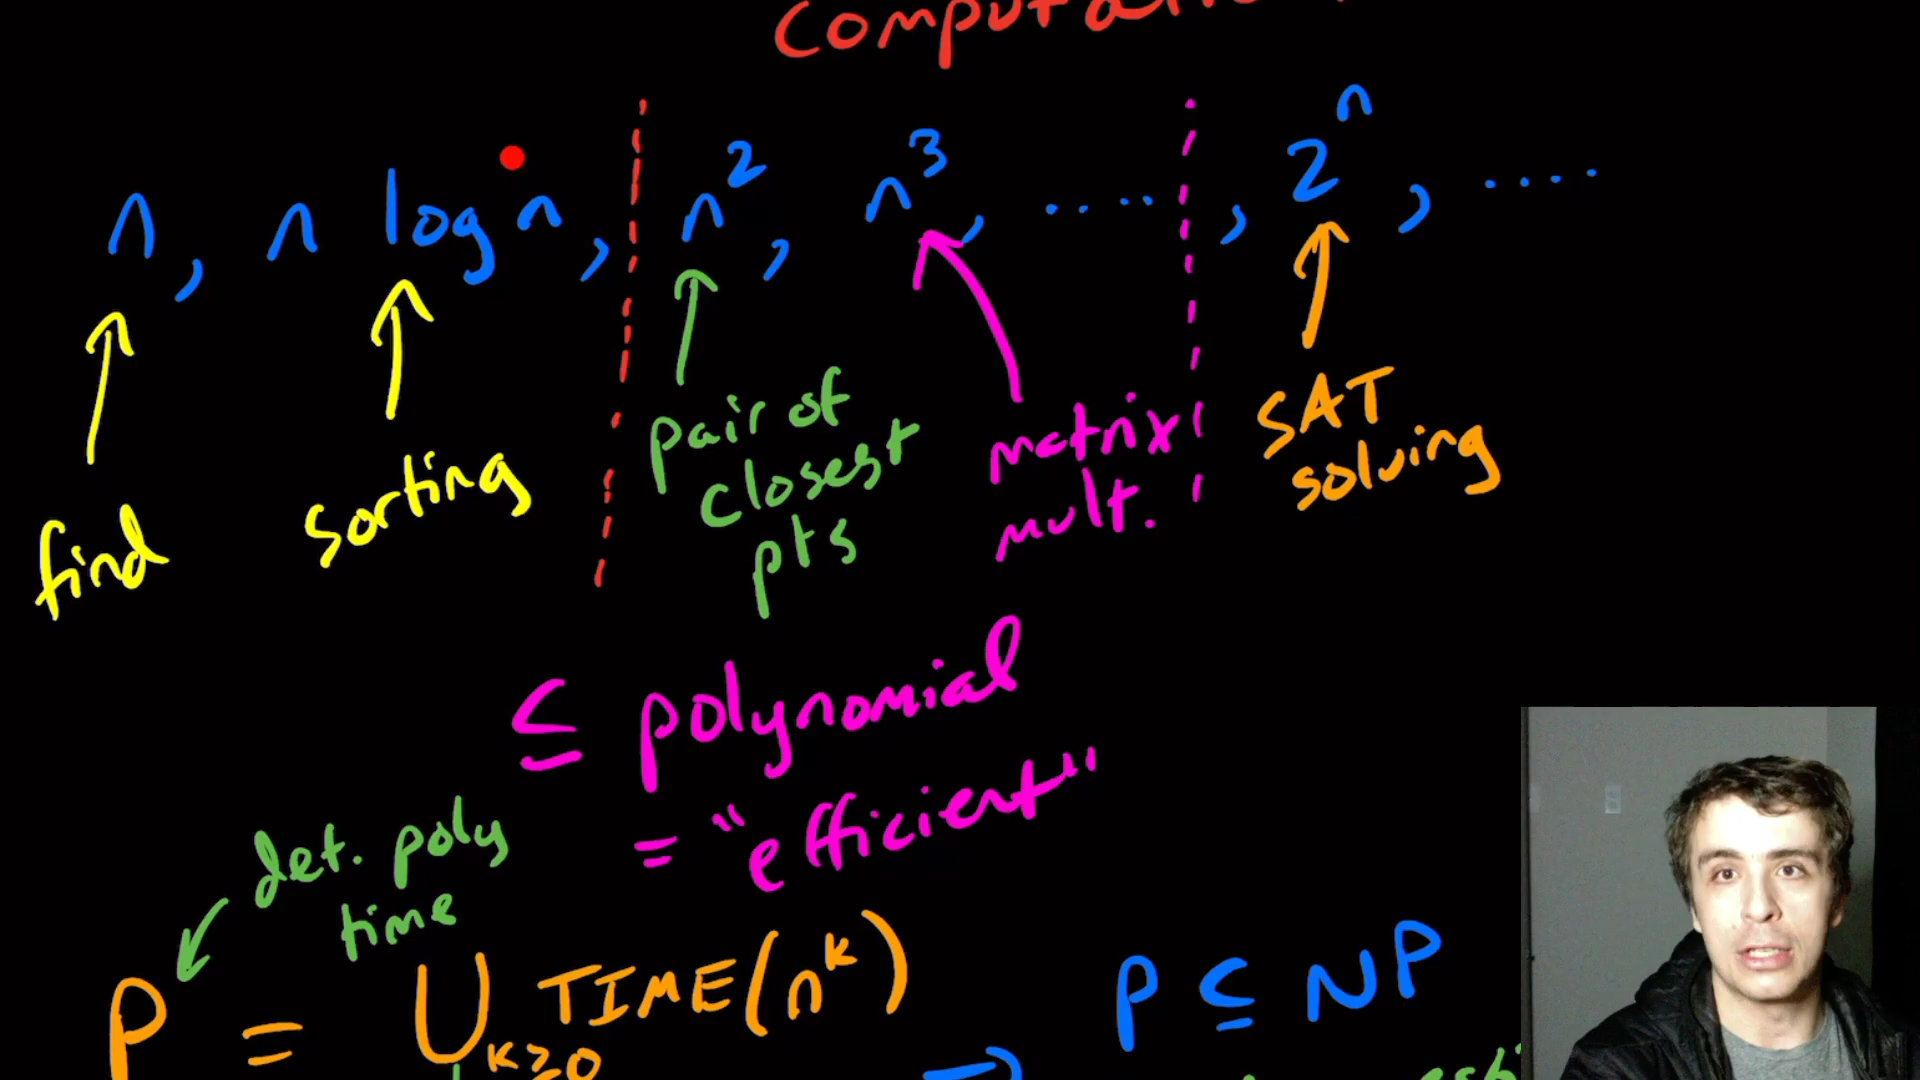 n, n log n, n², n³, ...., 2ⁿ, ....
find
sorting
pair of
closest
pts
matrix
mult.
SAT
solving
≤ polynomial
= "efficient"
det. poly
time
P = ⋃ₖ≥₀ TIME(nᵏ)
P ⊆ NP